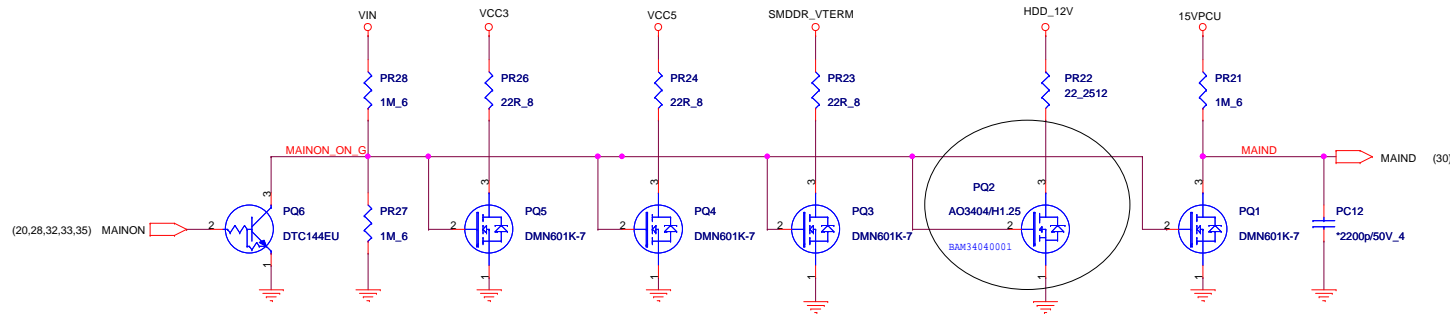 VIN
VCC3
VCC5
SMDDR_VTERM
HDD_12V
15VPCU
PR28
1M_6
PR26
22R_8
PR24
22R_8
PR23
22R_8
PR22
22_2512
PR21
1M_6
MAINON_ON_G
MAIND
MAIND (30)
(20,28,32,33,35) MAINON
2
3
1
PQ6
DTC144EU
PR27
1M_6
2
3
1
PQ5
DMN601K-7
2
3
1
PQ4
DMN601K-7
2
3
1
PQ3
DMN601K-7
PQ2
AO3404/H1.25
BAM34040001
2
3
1
2
3
1
PQ1
DMN601K-7
PC12
*2200p/50V_4